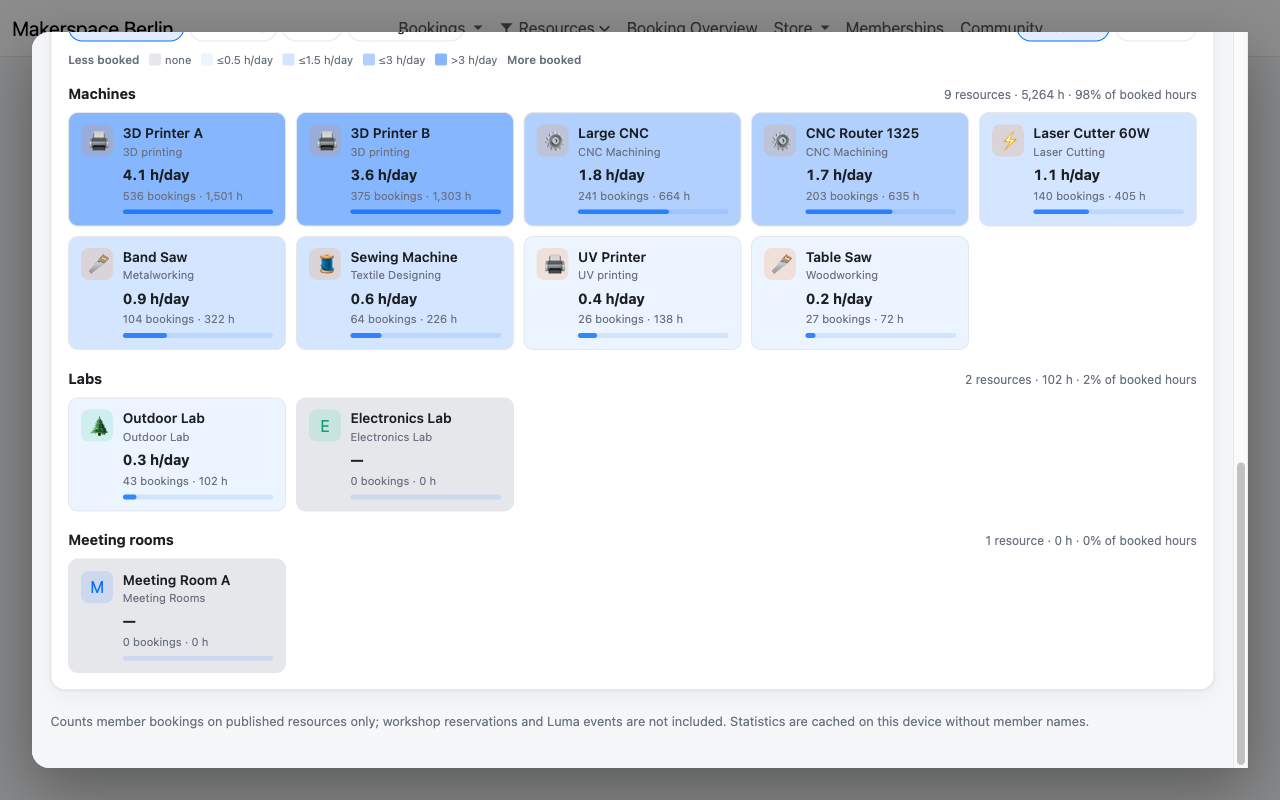 Makerspace Berlin
Bookings Resources Booking Overview Store Memberships Community
Less booked none ≤0.5 h/day ≤1.5 h/day ≤3 h/day >3 h/day More booked
Machines
9 resources · 5,264 h · 98% of booked hours
3D Printer A
3D printing
4.1 h/day
536 bookings · 1,501 h
3D Printer B
3D printing
3.6 h/day
375 bookings · 1,303 h
Large CNC
CNC Machining
1.8 h/day
241 bookings · 664 h
CNC Router 1325
CNC Machining
1.7 h/day
203 bookings · 635 h
Laser Cutter 60W
Laser Cutting
1.1 h/day
140 bookings · 405 h
Band Saw
Metalworking
0.9 h/day
104 bookings · 322 h
Sewing Machine
Textile Designing
0.6 h/day
64 bookings · 226 h
UV Printer
UV printing
0.4 h/day
26 bookings · 138 h
Table Saw
Woodworking
0.2 h/day
27 bookings · 72 h
Labs
2 resources · 102 h · 2% of booked hours
Outdoor Lab
Outdoor Lab
0.3 h/day
43 bookings · 102 h
E
Electronics Lab
Electronics Lab
—
0 bookings · 0 h
Meeting rooms
1 resource · 0 h · 0% of booked hours
M
Meeting Room A
Meeting Rooms
—
0 bookings · 0 h
Counts member bookings on published resources only; workshop reservations and Luma events are not included. Statistics are cached on this device without member names.